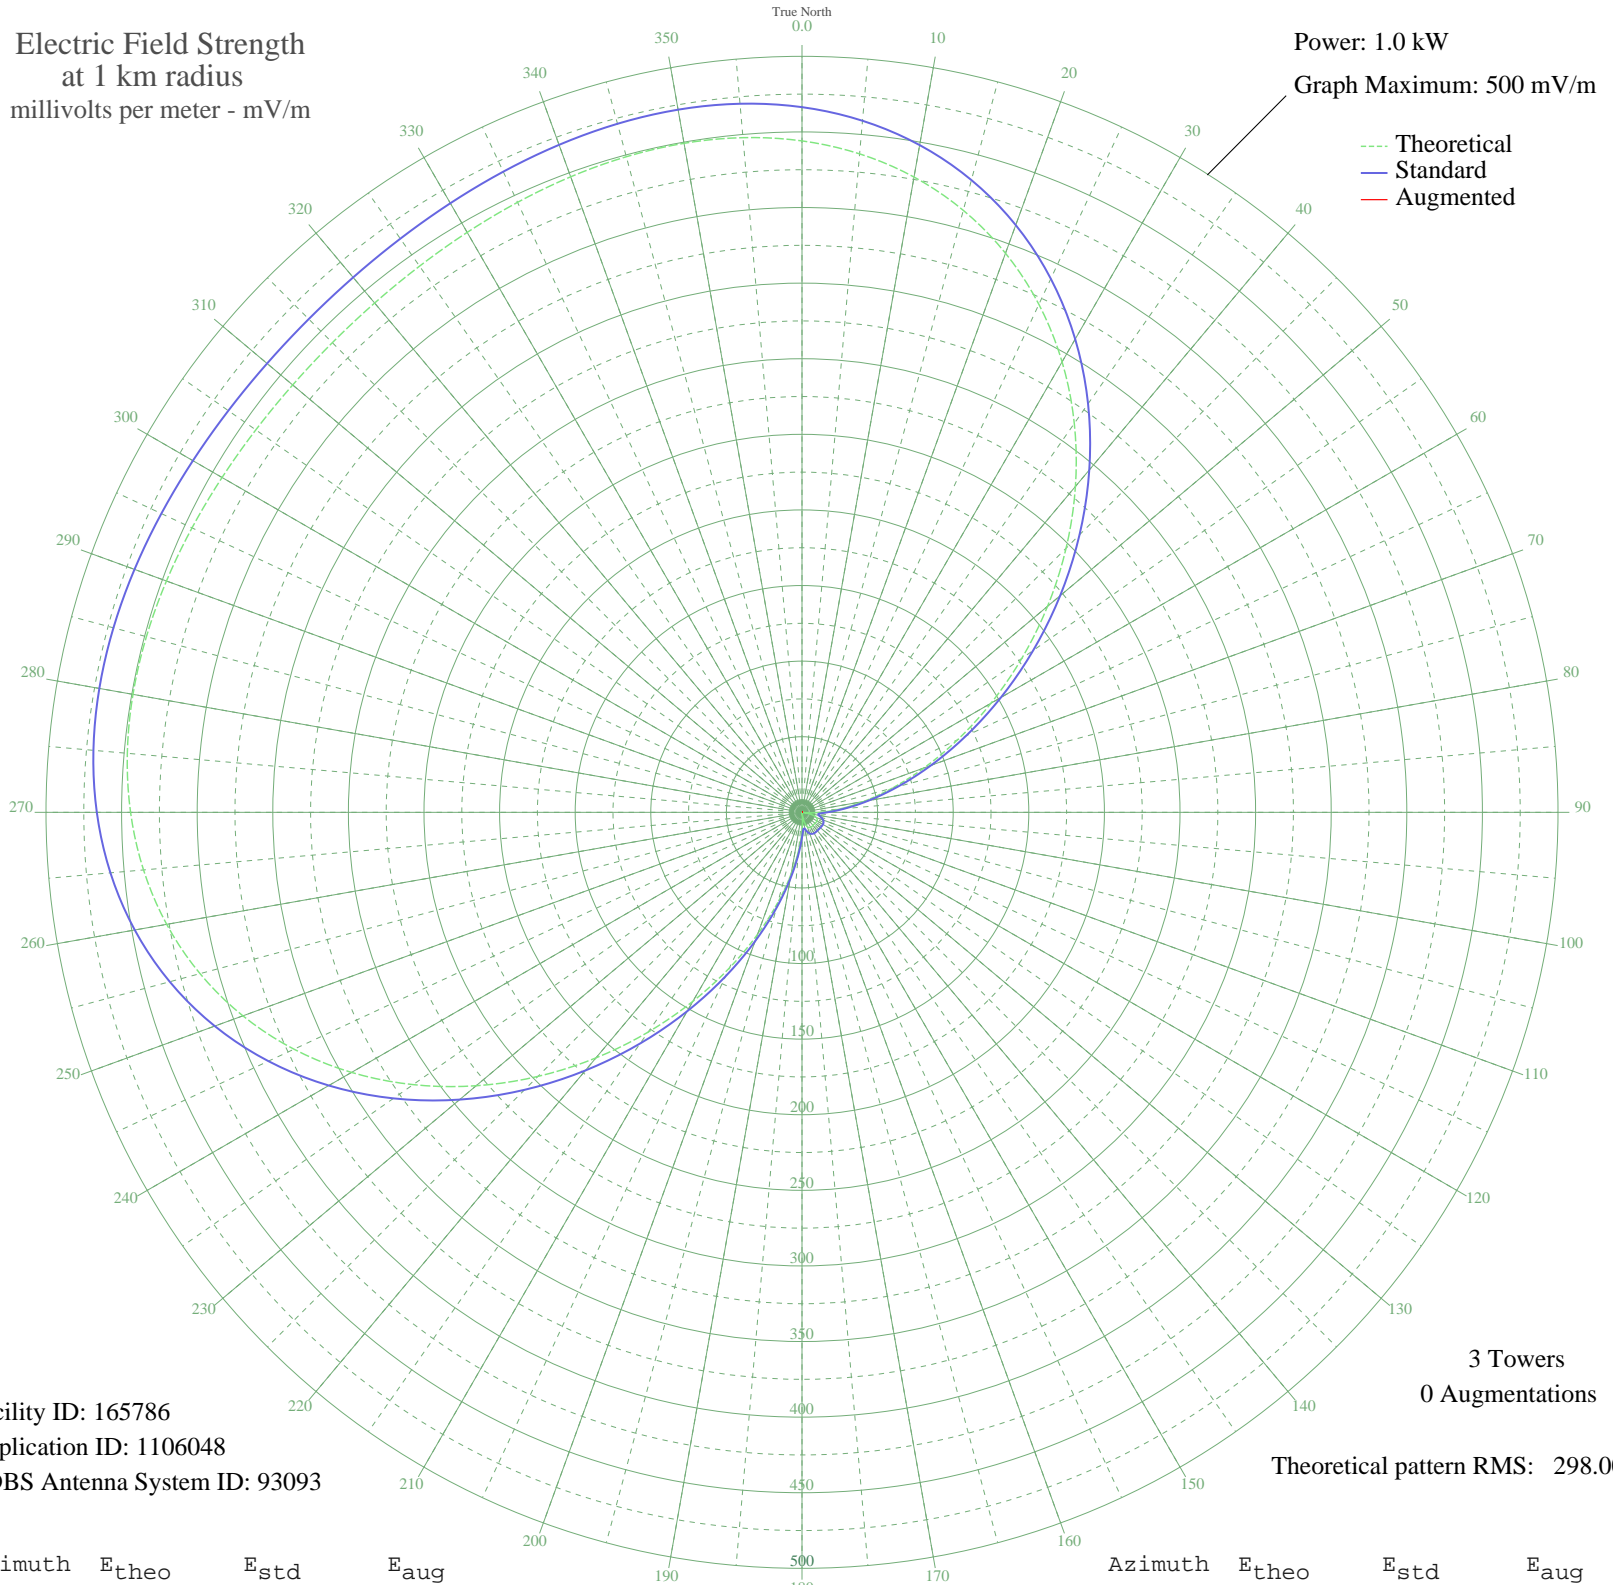 True North
0.0
Electric Field Strength
at 1 km radius
millivolts per meter - mV/m
Power: 1.0 kW
Graph Maximum: 500 mV/m
Theoretical
Standard
Augmented
10
20
30
40
50
60
70
80
90
100
110
120
130
140
150
160
170
190
200
210
220
230
240
250
260
270
280
290
300
310
320
330
340
350
100
150
200
250
300
350
400
450
500
3 Towers
0 Augmentations
Theoretical pattern RMS: 298.00
cility ID: 165786
plication ID: 1106048
DBS Antenna System ID: 93093
imuth Etheo Estd Eaug
Azimuth Etheo Estd Eaug